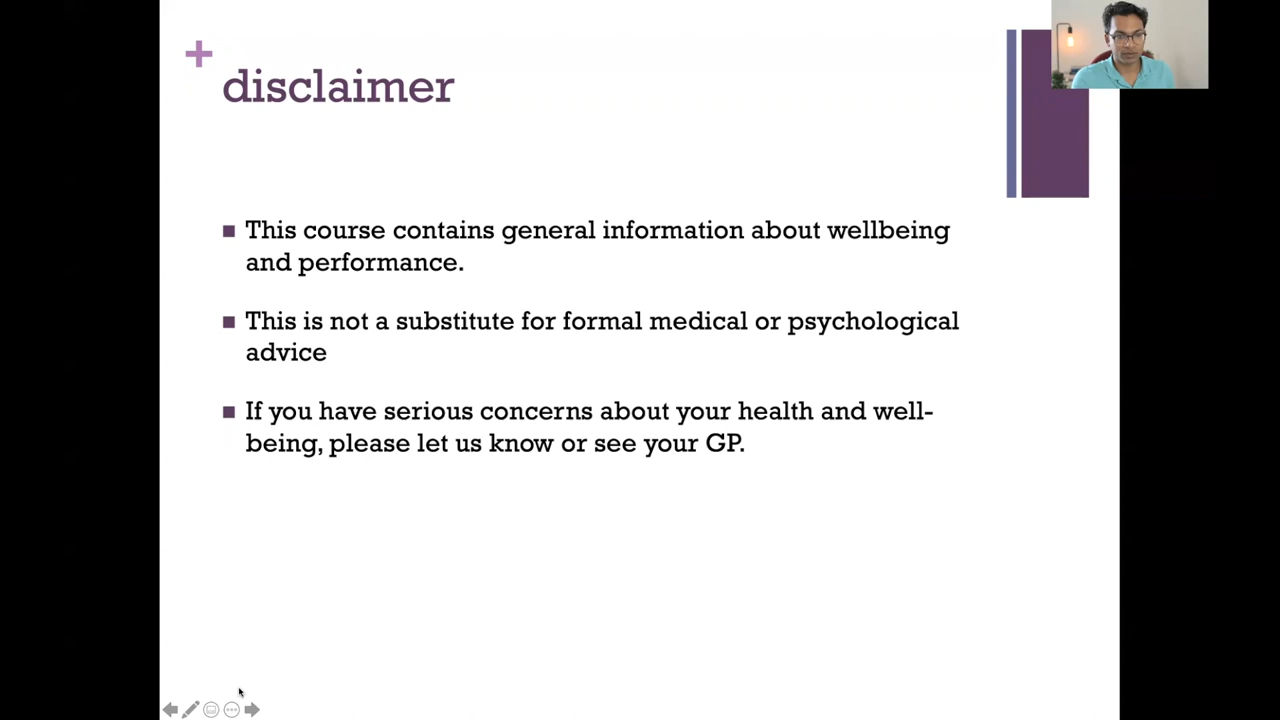 disclaimer
This course contains general information about wellbeing
and performance.
This is not a substitute for formal medical or psychological
advice
If you have serious concerns about your health and well-
being, please let us know or see your GP.